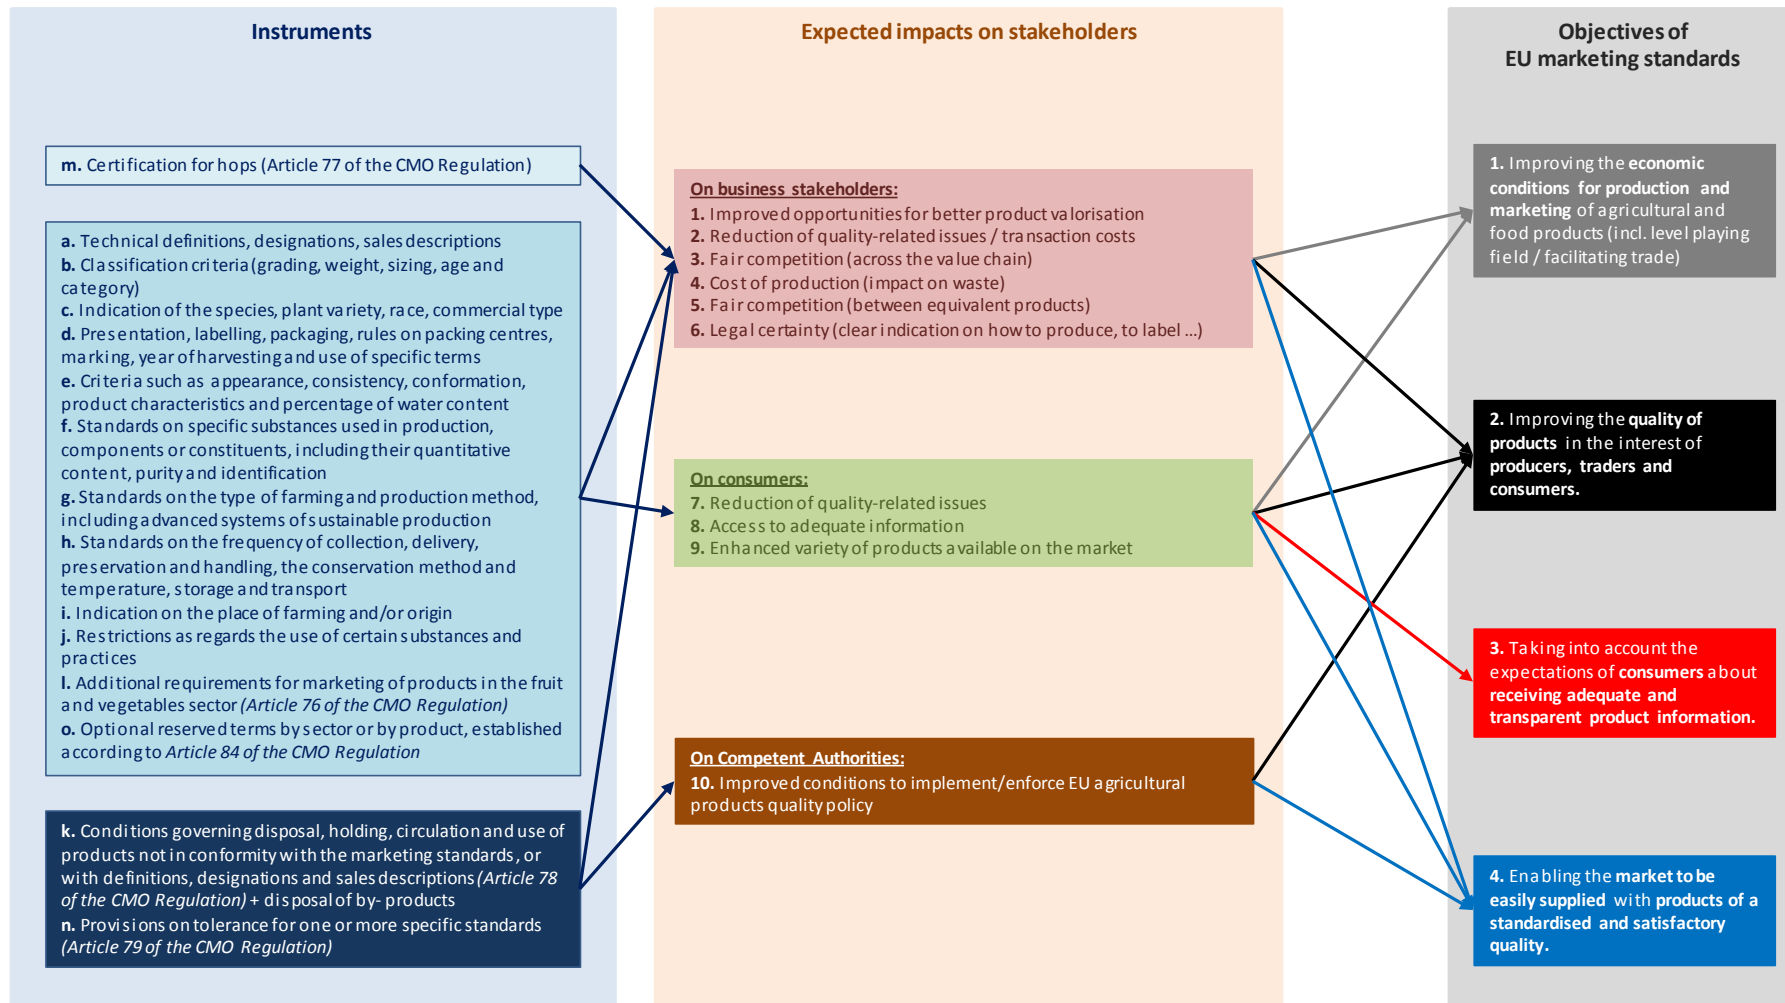 Instruments
m. Certification for hops (Article 77 of the CMO Regulation)
a. Technical definitions, designations, sales descriptions
b. Classification criteria (grading, weight, sizing, age and
category)
c. Indication of the species, plant variety, race, commercial type
d. Presentation, labelling, packaging, rules on packing centres,
marking, year of harvesting and use of specific terms
e. Criteria such as appearance, consistency, conformation,
product characteristics and percentage of water content
f. Standards on specific substances used in production,
components or constituents, including their quantitative
content, purity and identification
g. Standards on the type of farming and production method,
including advanced systems of sustainable production
h. Standards on the frequency of collection, delivery,
preservation and handling, the conservation method and
temperature, storage and transport
i. Indication on the place of farming and/or origin
j. Restrictions as regards the use of certain substances and
practices
l. Additional requirements for marketing of products in the fruit
and vegetables sector (Article 76 of the CMO Regulation)
o. Optional reserved terms by sector or by product, established
according to Article 84 of the CMO Regulation
k. Conditions governing disposal, holding, circulation and use of
products not in conformity with the marketing standards, or
with definitions, designations and sales descriptions (Article 78
of the CMO Regulation) + disposal of by- products
n. Provisions on tolerance for one or more specific standards
(Article 79 of the CMO Regulation)
Expected impacts on stakeholders
On business stakeholders:
1. Improved opportunities for better product valorisation
2. Reduction of quality-related issues / transaction costs
3. Fair competition (across the value chain)
4. Cost of production (impact on waste)
5. Fair competition (between equivalent products)
6. Legal certainty (clear indication on how to produce, to label ...)
On consumers:
7. Reduction of quality-related issues
8. Access to adequate information
9. Enhanced variety of products available on the market
On Competent Authorities:
10. Improved conditions to implement/enforce EU agricultural
products quality policy
Objectives of
EU marketing standards
1. Improving the economic
conditions for production and
marketing of agricultural and
food products (incl. level playing
field / facilitating trade)
2. Improving the quality of
products in the interest of
producers, traders and
consumers.
3. Taking into account the
expectations of consumers about
receiving adequate and
transparent product information.
4. Enabling the market to be
easily supplied with products of a
standardised and satisfactory
quality.